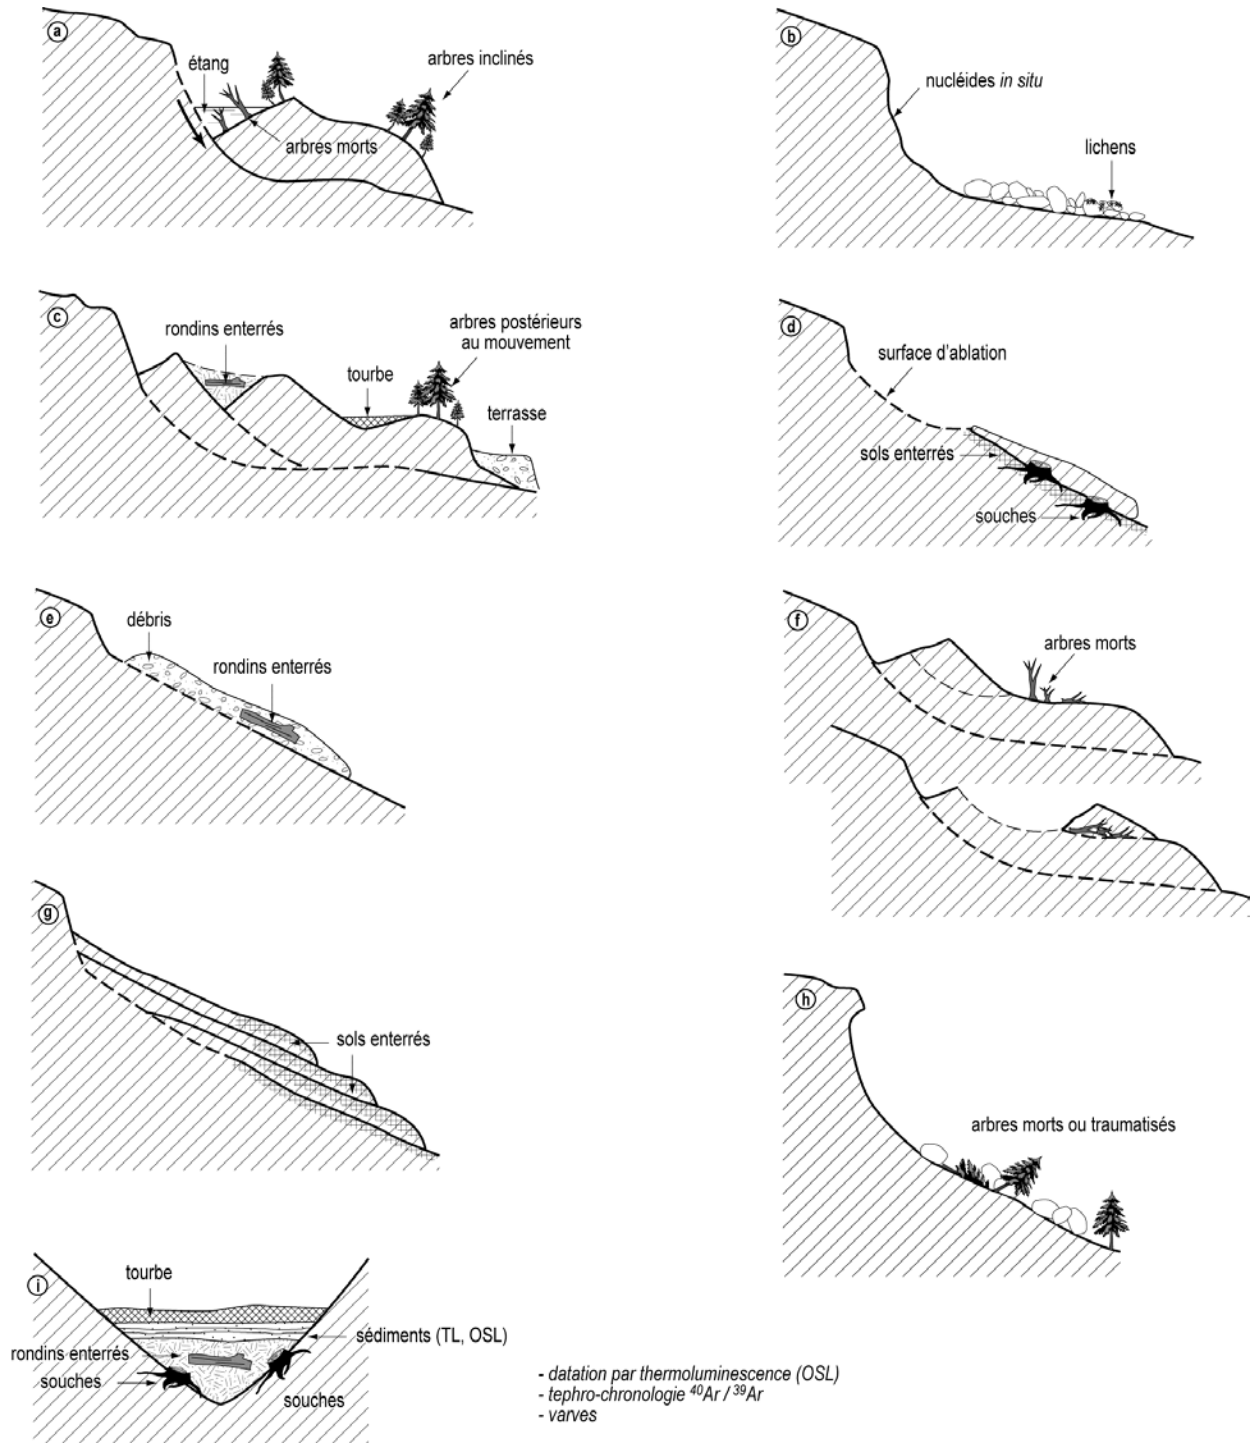 a
étang
arbres inclinés
arbres morts
b
nucléides in situ
lichens
c
rondins enterrés
arbres postérieurs
au mouvement
tourbe
terrasse
d
surface d'ablation
sols enterrés
souches
e
débris
rondins enterrés
f
arbres morts
g
sols enterrés
h
arbres morts ou traumatisés
i
tourbe
sédiments (TL, OSL)
rondins enterrés
souches
souches
- datation par thermoluminescence (OSL)
- tephro-chronologie ⁴⁰Ar / ³⁹Ar
- varves